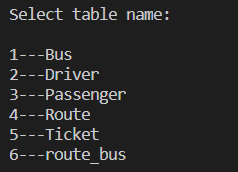 Select table name:
1---Bus
2---Driver
3---Passenger
4---Route
5---Ticket
6---route_bus